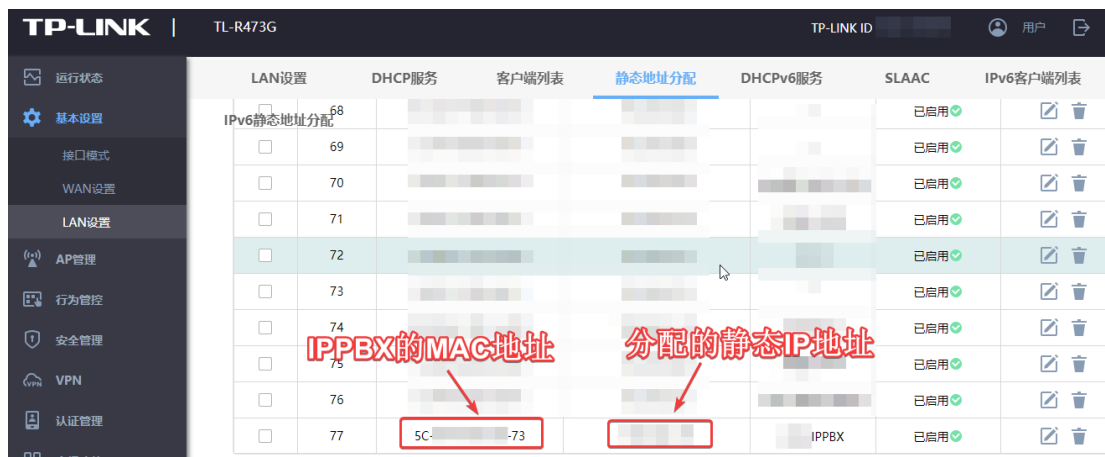 TP-LINK | TL-R473G TP-LINK ID 用户
运行状态
基本设置
接口模式
WAN设置
LAN设置
AP管理
行为管控
安全管理
VPN
认证管理
LAN设置 DHCP服务 客户端列表 静态地址分配 DHCPv6服务 SLAAC IPv6客户端列表
IPv6静态地址分配
68 已启用
69 已启用
70 已启用
71 已启用
72 已启用
73 已启用
74 已启用
IPPBX的MAC地址 分配的静态IP地址
75 已启用
76 已启用
77 5C- -73 IPPBX 已启用